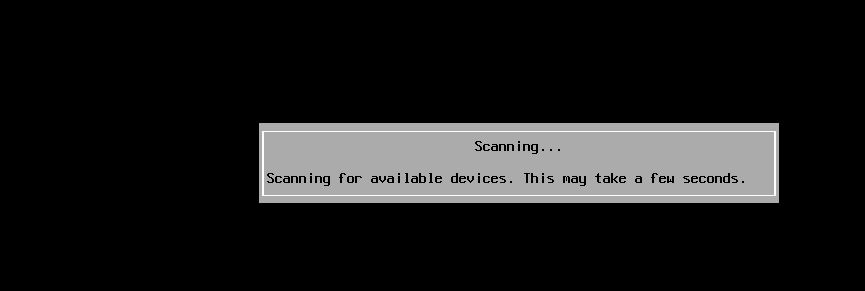 Scanning...
Scanning for available devices. This may take a few seconds.